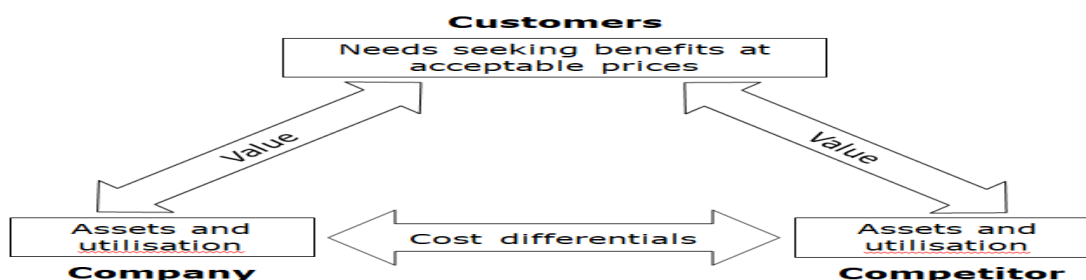 Customers
Needs seeking benefits at
acceptable prices
Value
Value
Assets and
utilisation
Company
Cost differentials
Assets and
utilisation
Competitor